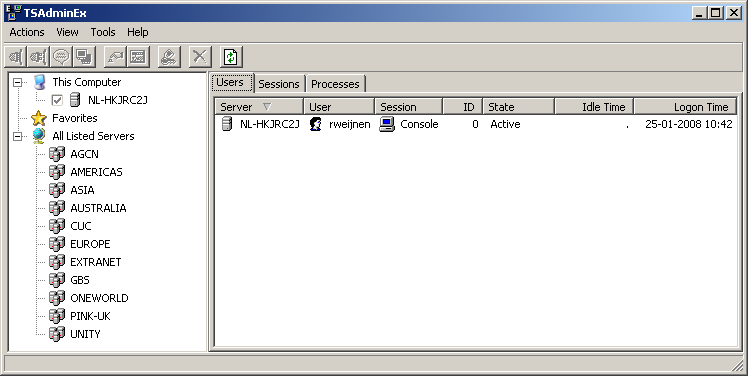 TSAdminEx
Actions View Tools Help
This Computer
NL-HKJRC2J
Favorites
All Listed Servers
AGCN
AMERICAS
ASIA
AUSTRALIA
CUC
EUROPE
EXTRANET
GBS
ONEWORLD
PINK-UK
UNITY
Users Sessions Processes
Server User Session ID State Idle Time Logon Time
NL-HKJRC2J rweijnen Console 0 Active . 25-01-2008 10:42